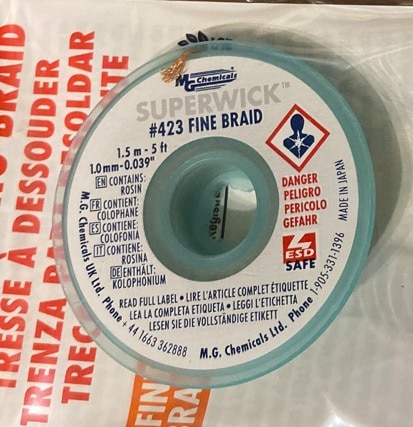 BRAID
TRESSE À DESSOUDER
MG Chemicals
SUPERWICK™
#423 FINE BRAID
1.5 m - 5 ft
1.0mm-0.039"
EN CONTAINS:
ROSIN
FR CONTIENT:
COLOPHANE
ES CONTIENE:
COLOFONIA
IT CONTIENE:
ROSINA
DE ENTHÄLT:
KOLOPHONIUM
DANGER
PELIGRO
PERICOLO
GEFAHR
MADE IN JAPAN
ESD
SAFE
READ FULL LABEL • LIRE L'ARTICLE COMPLET ÉTIQUETTE
LEA LA COMPLETA ETIQUETA • LEGGI L'ETICHETTA
LESEN SIE DIE VOLLSTÄNDIGE ETIKETT
M.G. Chemicals UK Ltd. Phone + 44 1663 362888
M.G. Chemicals Ltd. Phone 1-905-331-1396
TRENZA
TREC
FIN
BRA